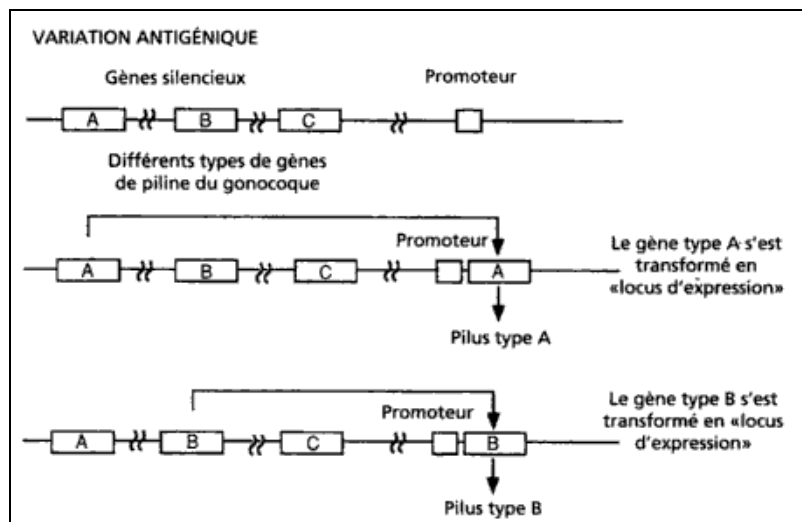 VARIATION ANTIGÉNIQUE
Gènes silencieux
Promoteur
A
B
C
Différents types de gènes
de piline du gonocoque
Promoteur
A
B
C
A
Le gène type A s'est
transformé en
«locus d'expression»
Pilus type A
Promoteur
A
B
C
B
Le gène type B s'est
transformé en «locus
d'expression»
Pilus type B